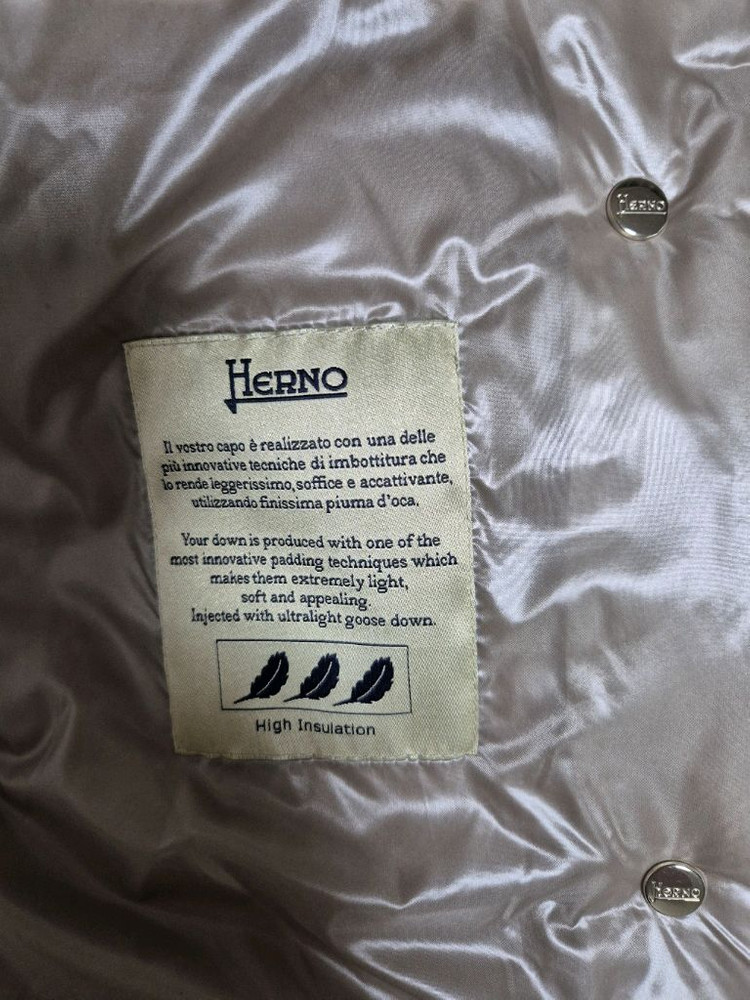 HERNO
HERNO
Il vostro capo è realizzato con una delle
più innovative tecniche di imbottitura che
lo rende leggerissimo, soffice e accattivante,
utilizzando finissima piuma d'oca.
Your down is produced with one of the
most innovative padding techniques which
makes them extremely light,
soft and appealing.
Injected with ultralight goose down.
High Insulation
HERNO